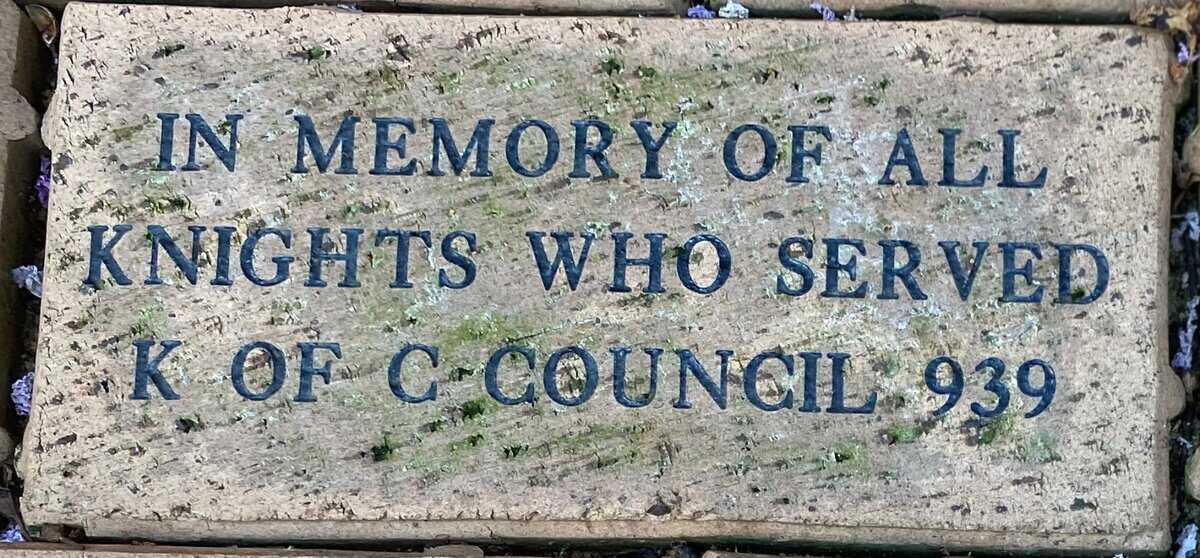 IN MEMORY OF ALL
KNIGHTS WHO SERVED
K OF C COUNCIL 939